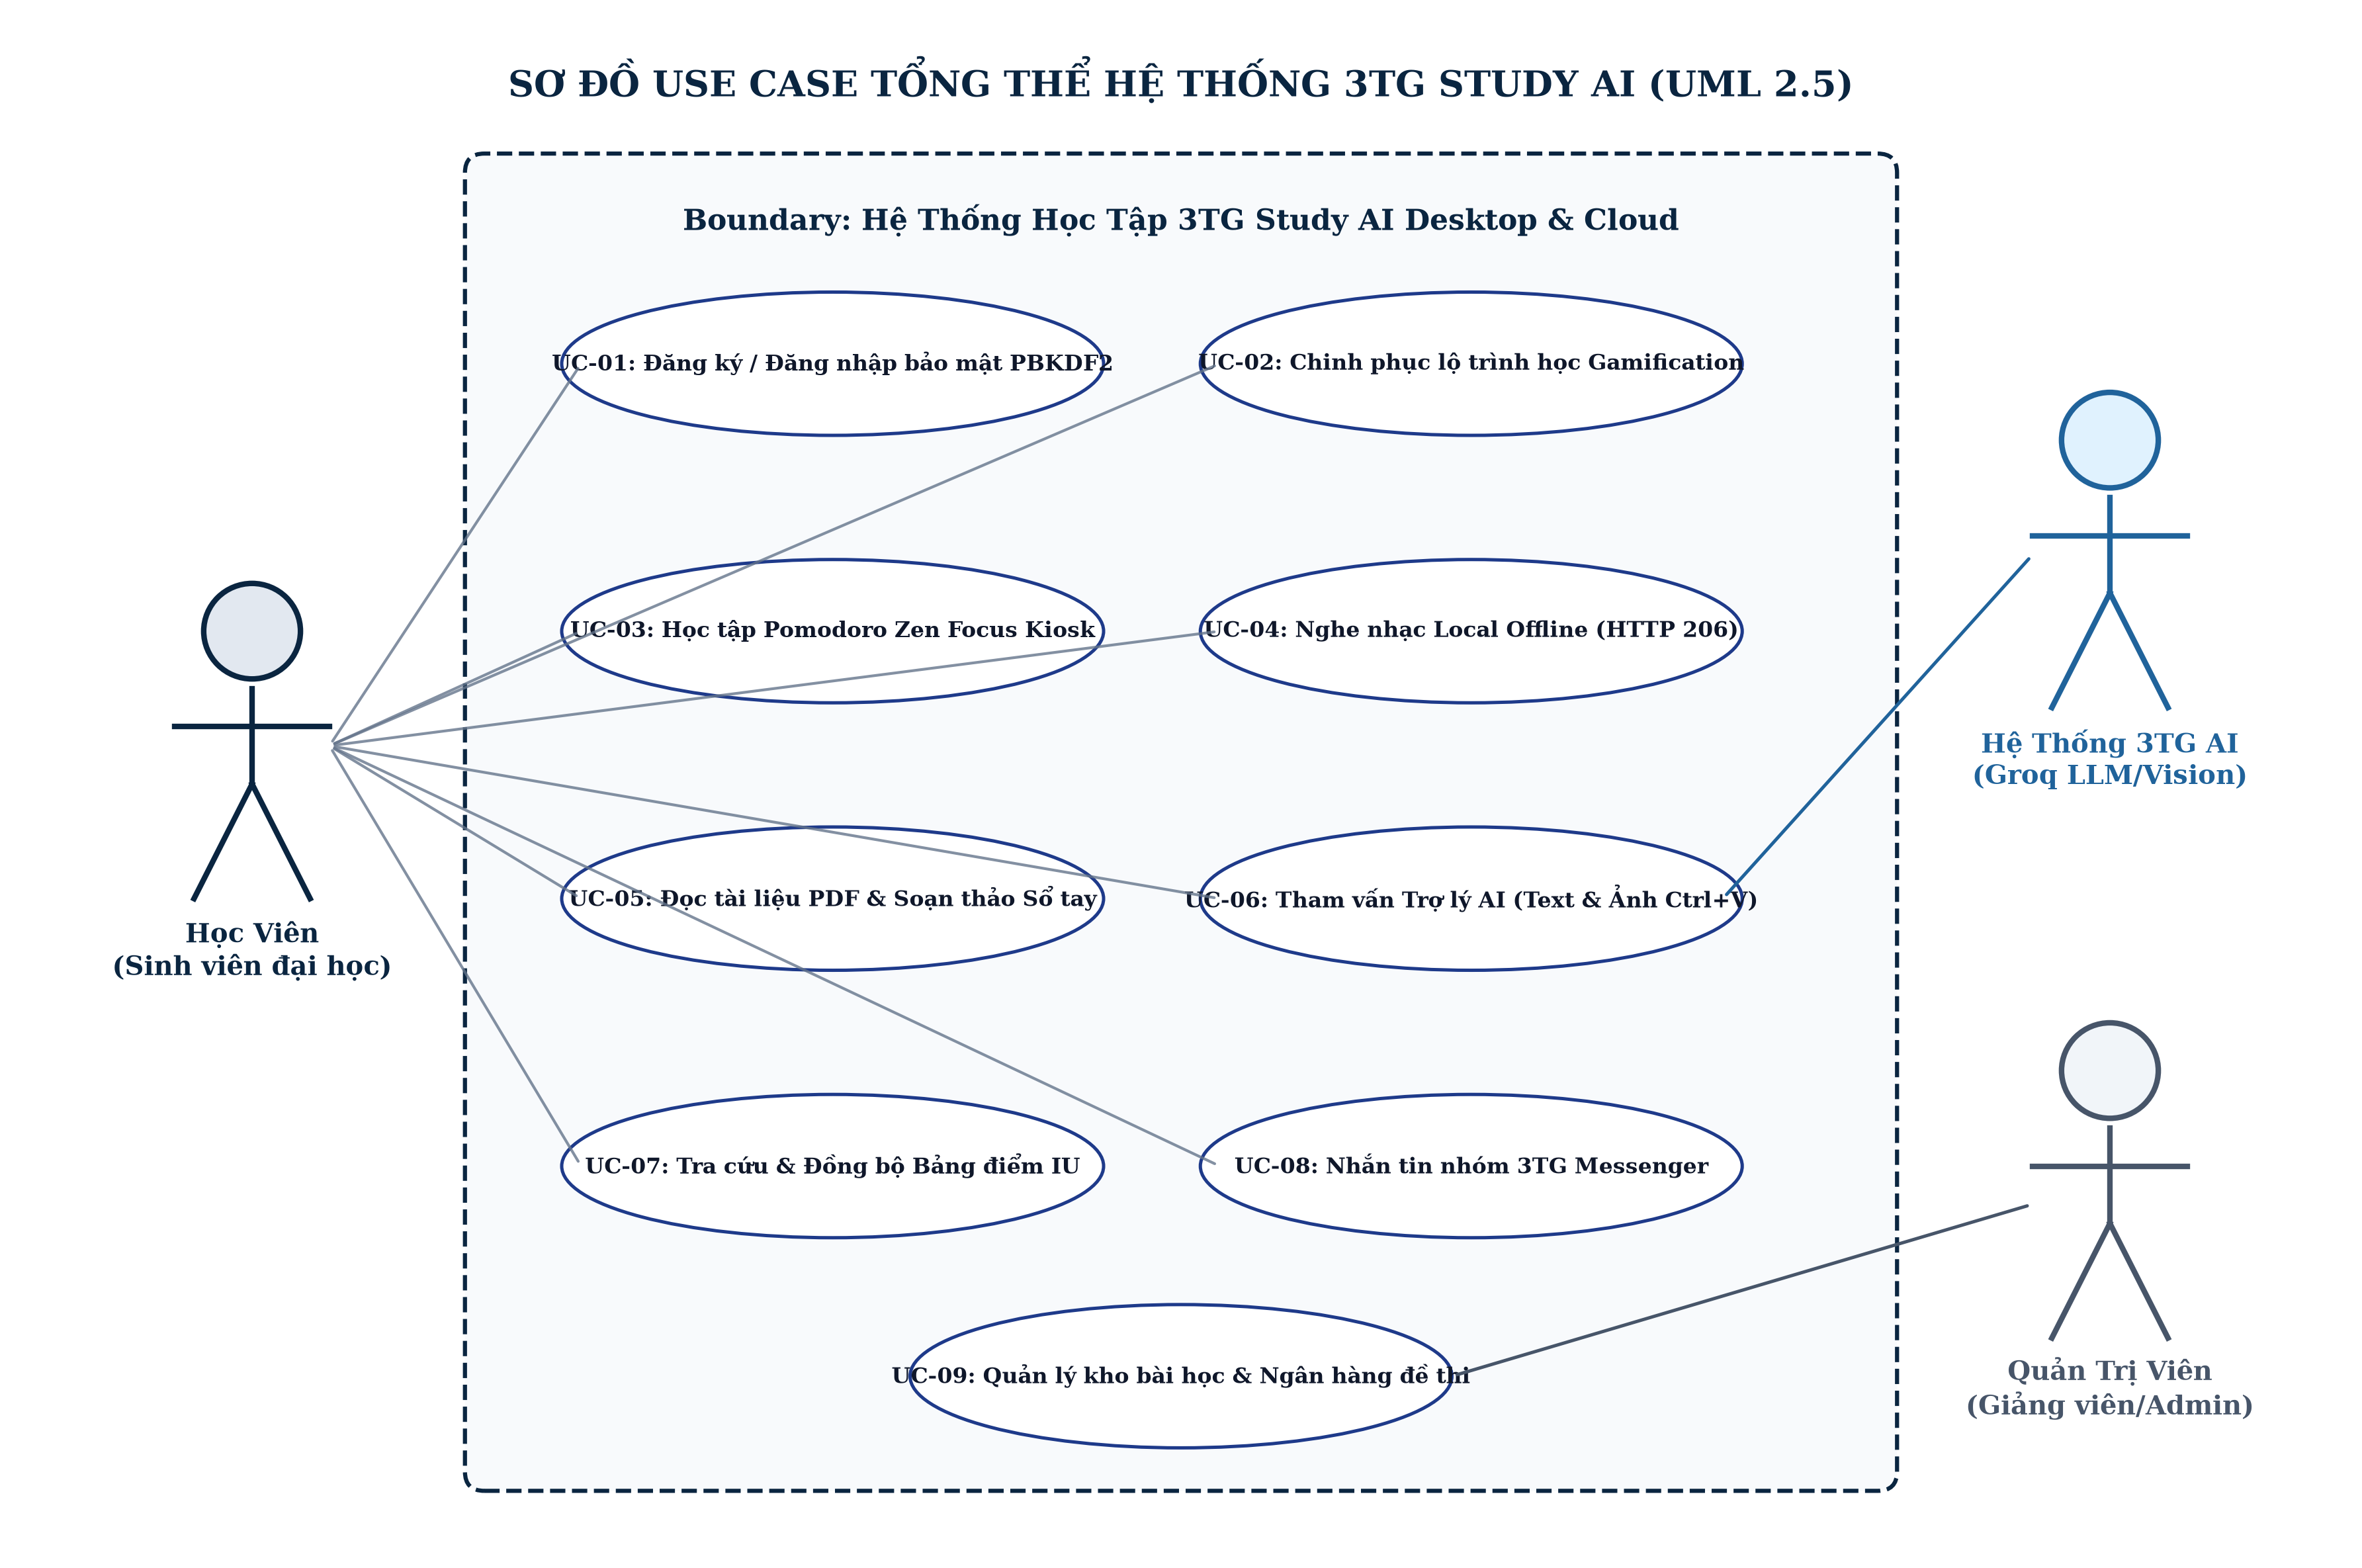 SƠ ĐỒ USE CASE TỔNG THỂ HỆ THỐNG 3TG STUDY AI (UML 2.5)
Boundary: Hệ Thống Học Tập 3TG Study AI Desktop & Cloud
UC-01: Đăng ký / Đăng nhập bảo mật PBKDF2
UC-02: Chinh phục lộ trình học Gamification
UC-03: Học tập Pomodoro Zen Focus Kiosk
UC-04: Nghe nhạc Local Offline (HTTP 206)
Hệ Thống 3TG AI
(Groq LLM/Vision)
UC-05: Đọc tài liệu PDF & Soạn thảo Sổ tay
UC-06: Tham vấn Trợ lý AI (Text & Ảnh Ctrl+V)
Học Viên
(Sinh viên đại học)
UC-07: Tra cứu & Đồng bộ Bảng điểm IU
UC-08: Nhắn tin nhóm 3TG Messenger
UC-09: Quản lý kho bài học & Ngân hàng đề thi
Quản Trị Viên
(Giảng viên/Admin)